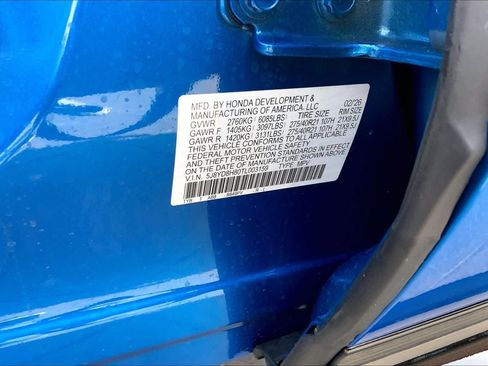 MFD. BY HONDA DEVELOPMENT & 02/26
MANUFACTURING OF AMERICA, LLC
GVWR 2760KG 6085LBS TIRE SIZE RIM SIZE
GAWR F 1405KG 3097LBS 275/40R21 107H 21X9.5J
GAWR R 1420KG 3131LBS 275/40R21 107H 21X9.5J
THIS VEHICLE CONFORMS TO ALL APPLICABLE
FEDERAL MOTOR VEHICLE SAFETY
AND THEFT PREVENTION STANDARDS IN EFFECT
ON THE DATE OF MANUFACTURE SHOWN ABOVE.
V.I.N. 5J8YD8H80TL003159 TYPE: MPV